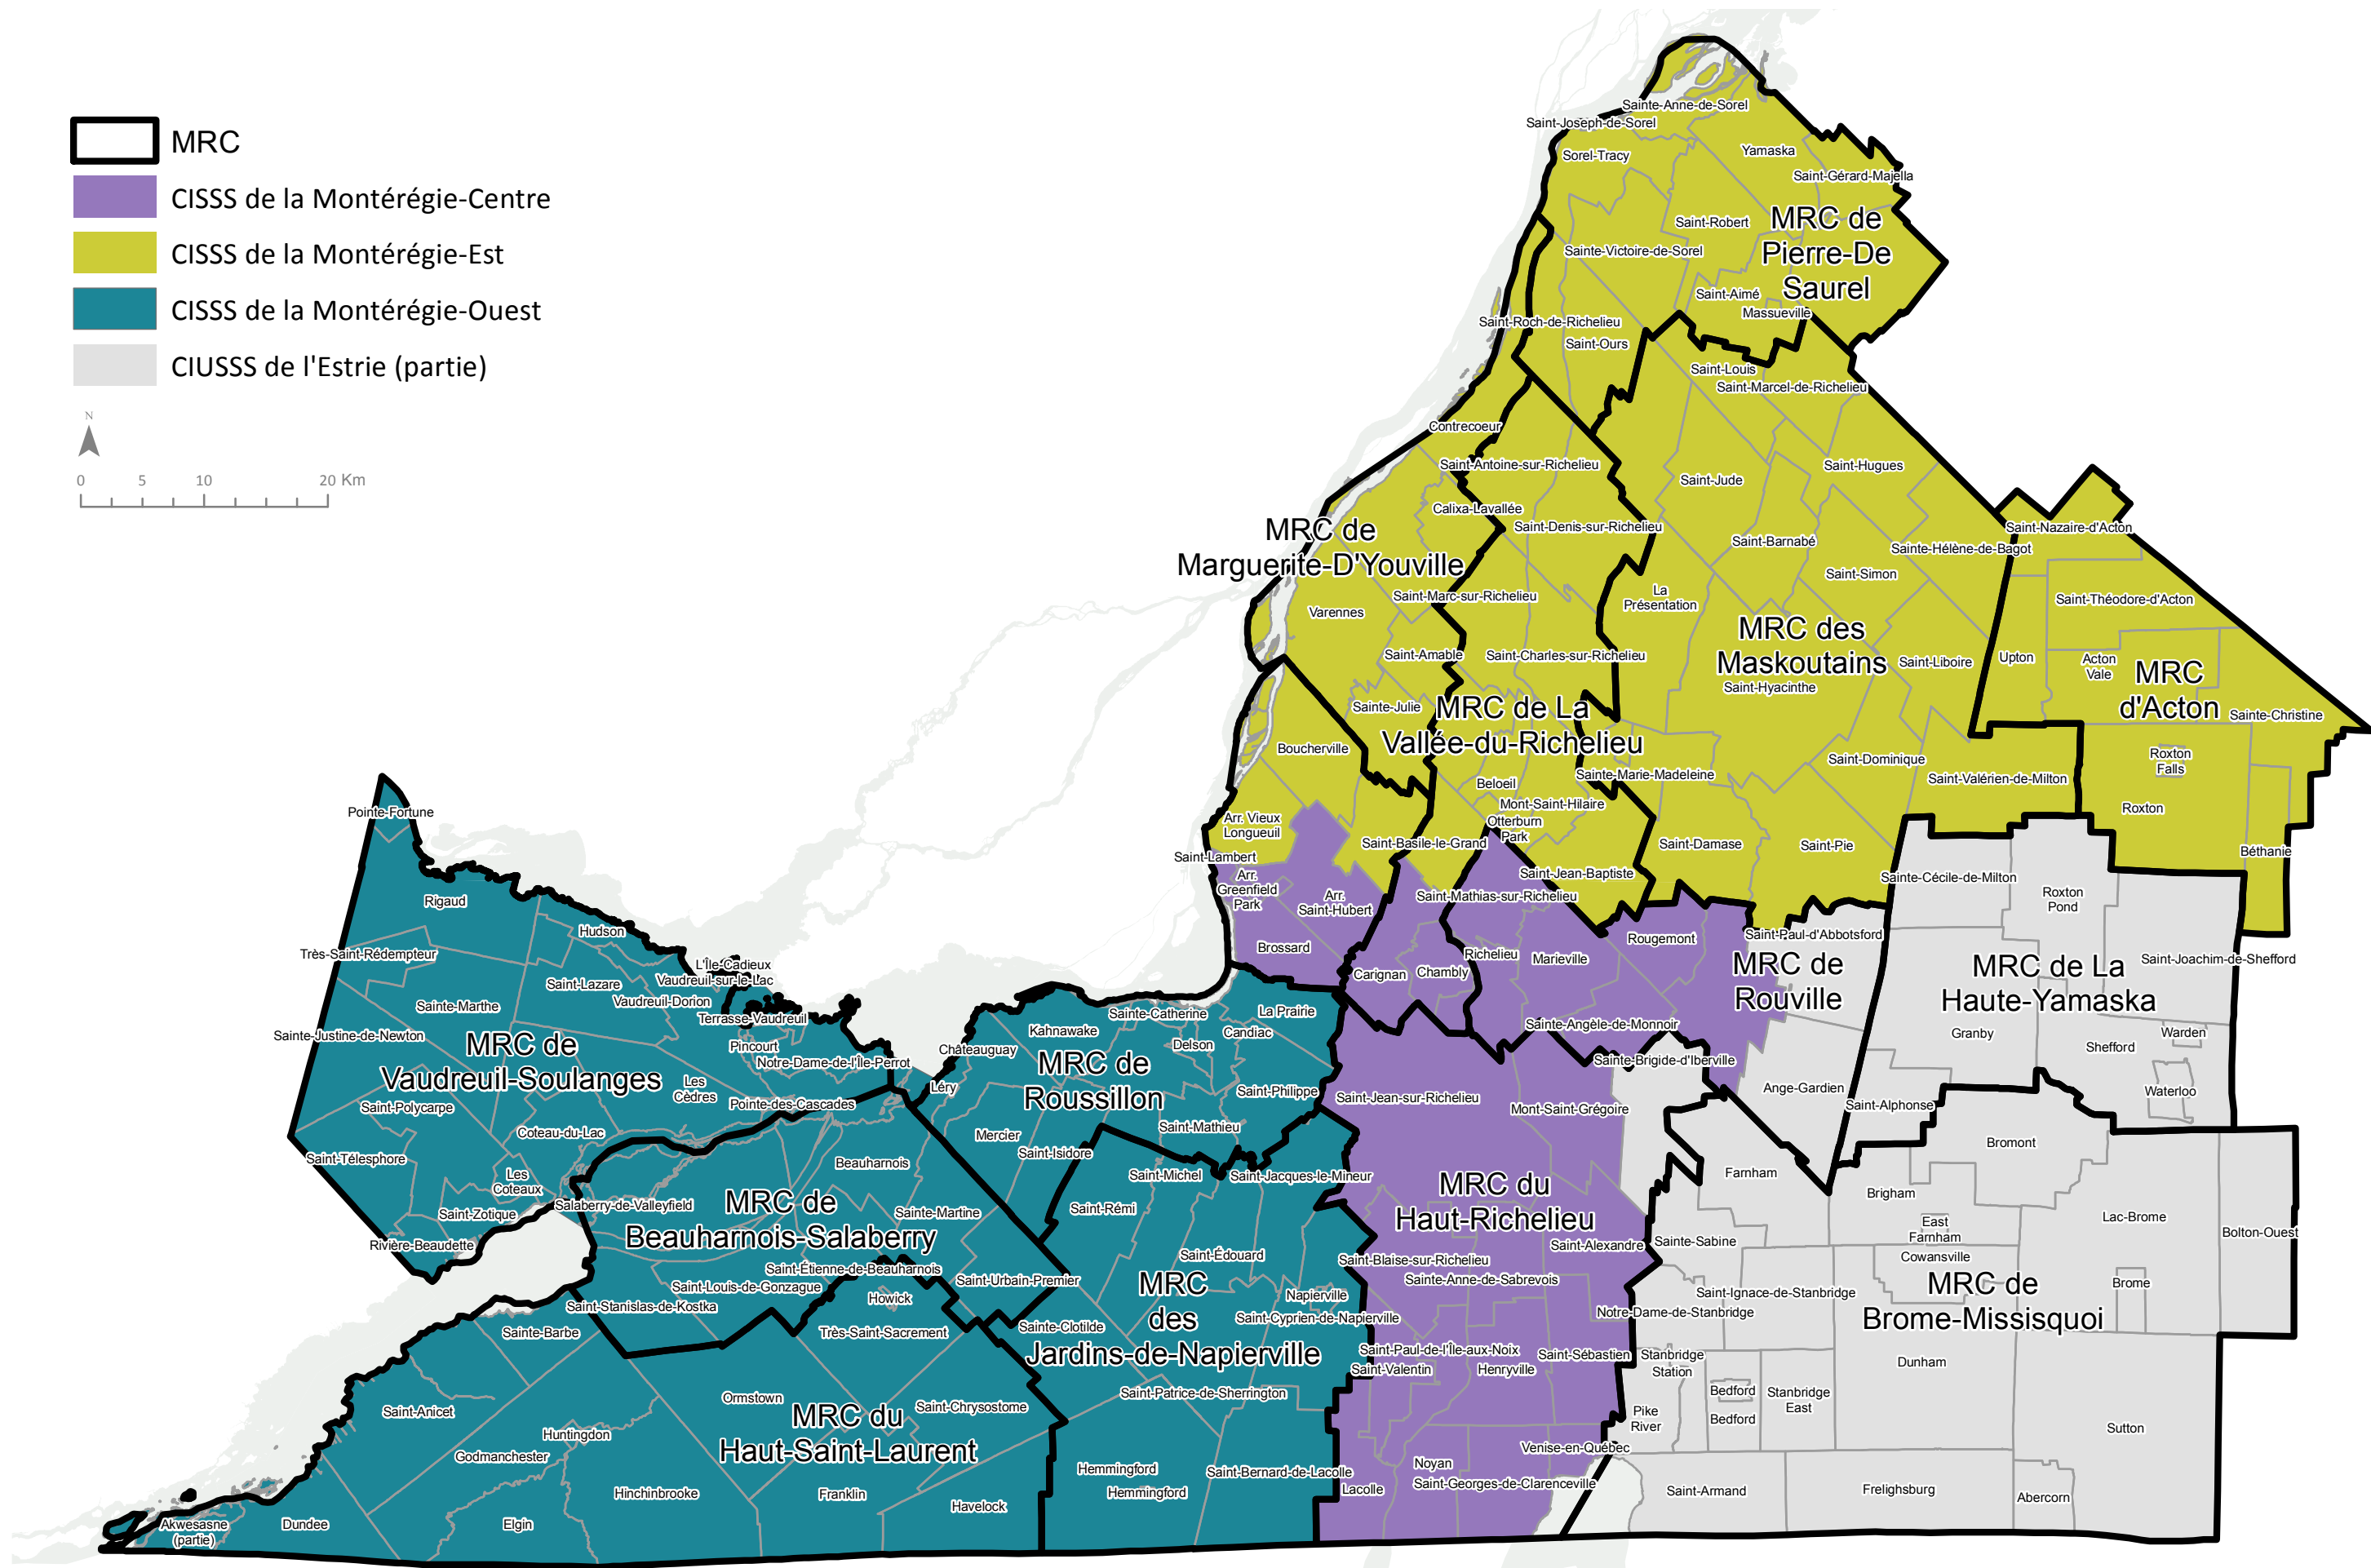 MRC
CISSS de la Montérégie-Centre
CISSS de la Montérégie-Est
CISSS de la Montérégie-Ouest
CIUSSS de l'Estrie (partie)
N
0 5 10 20 Km
Sainte-Anne-de-Sorel
Saint-Joseph-de-Sorel
Sorel-Tracy
Yamaska
Saint-Gérard-Majella
Saint-Robert
MRC de
Pierre-De
Saurel
Sainte-Victoire-de-Sorel
Saint-Aimé
Massueville
Saint-Roch-de-Richelieu
Saint-Ours
Saint-Louis
Saint-Marcel-de-Richelieu
Contrecoeur
Saint-Antoine-sur-Richelieu
Saint-Hugues
Saint-Jude
Calixa-Lavallée
Saint-Denis-sur-Richelieu
Saint-Nazaire-d'Acton
MRC de
Marguerite-D'Youville
Saint-Barnabé
Sainte-Hélène-de-Bagot
Saint-Simon
La
Présentation
Saint-Marc-sur-Richelieu
Varennes
Saint-Théodore-d'Acton
MRC des
Maskoutains
Saint-Amable
Saint-Charles-sur-Richelieu
Saint-Liboire
Upton
Acton
Vale
MRC
d'Acton
Saint-Hyacinthe
Sainte-Julie
MRC de La
Vallée-du-Richelieu
Sainte-Christine
Boucherville
Saint-Dominique
Roxton
Falls
Sainte-Marie-Madeleine
Saint-Valérien-de-Milton
Beloeil
Mont-Saint-Hilaire
Roxton
Otterburn
Park
Arr. Vieux
Longueuil
Saint-Basile-le-Grand
Saint-Damase
Saint-Pie
Béthanie
Saint-Lambert
Saint-Jean-Baptiste
Arr.
Greenfield
Park
Arr.
Saint-Hubert
Saint-Mathias-sur-Richelieu
Sainte-Cécile-de-Milton
Roxton
Pond
Brossard
Rougemont
Saint-Paul-d'Abbotsford
Richelieu
Marieville
Carignan
Chambly
MRC de
Rouville
MRC de La
Haute-Yamaska
Saint-Joachim-de-Shefford
Sainte-Angèle-de-Monnoir
Granby
Warden
Shefford
Sainte-Brigide-d'Iberville
Ange-Gardien
Waterloo
Saint-Alphonse
Pointe-Fortune
Rigaud
Hudson
Très-Saint-Rédempteur
L'Île-Cadieux
Vaudreuil-sur-le-Lac
Saint-Lazare
Vaudreuil-Dorion
Sainte-Marthe
Terrasse-Vaudreuil
Sainte-Justine-de-Newton
MRC de
Vaudreuil-Soulanges
Pincourt
Notre-Dame-de-l'Île-Perrot
Les
Cèdres
Saint-Polycarpe
Pointe-des-Cascades
Coteau-du-Lac
Saint-Télesphore
Les
Coteaux
Saint-Zotique
Rivière-Beaudette
Sainte-Catherine
La Prairie
Kahnawake
Candiac
Delson
Châteauguay
MRC de
Roussillon
Léry
Saint-Philippe
Mercier
Saint-Mathieu
Saint-Isidore
Beauharnois
Salaberry-de-Valleyfield
MRC de
Beauharnois-Salaberry
Sainte-Martine
Saint-Étienne-de-Beauharnois
Saint-Louis-de-Gonzague
Saint-Urbain-Premier
Saint-Stanislas-de-Kostka
Howick
Sainte-Barbe
Très-Saint-Sacrement
Saint-Michel
Saint-Jacques-le-Mineur
Saint-Rémi
Saint-Édouard
MRC
des
Jardins-de-Napierville
Napierville
Saint-Cyprien-de-Napierville
Sainte-Clotilde
Saint-Patrice-de-Sherrington
Hemmingford
Hemmingford
Saint-Bernard-de-Lacolle
Ormstown
Saint-Chrysostome
MRC du
Haut-Saint-Laurent
Saint-Anicet
Huntingdon
Godmanchester
Hinchinbrooke
Franklin
Havelock
Akwesasne
(partie)
Dundee
Elgin
Saint-Jean-sur-Richelieu
Mont-Saint-Grégoire
MRC du
Haut-Richelieu
Saint-Alexandre
Saint-Blaise-sur-Richelieu
Sainte-Anne-de-Sabrevois
Saint-Paul-de-l'Île-aux-Noix
Saint-Valentin
Henryville
Saint-Sébastien
Venise-en-Québec
Noyan
Lacolle
Saint-Georges-de-Clarenceville
Bromont
Farnham
Brigham
Lac-Brome
East
Farnham
Bolton-Ouest
Sainte-Sabine
Cowansville
MRC de
Brome-Missisquoi
Brome
Saint-Ignace-de-Stanbridge
Notre-Dame-de-Stanbridge
Stanbridge
Station
Dunham
Bedford
Bedford
Stanbridge
East
Pike
River
Sutton
Saint-Armand
Frelighsburg
Abercorn